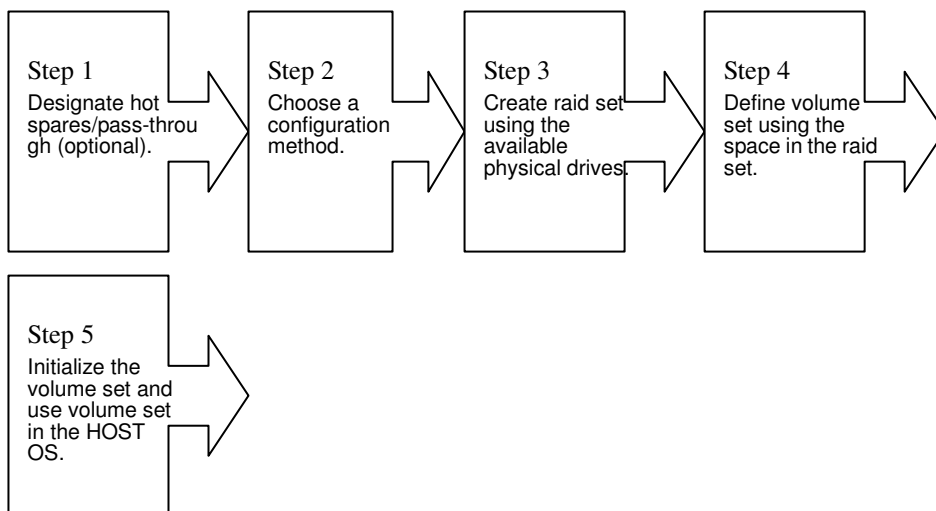 Step 1
Designate hot
spares/pass-throu
gh (optional).
Step 2
Choose a
configuration
method.
Step 3
Create raid set
using the
available
physical drives.
Step 4
Define volume
set using the
space in the raid
set.
Step 5
Initialize the
volume set and
use volume set
in the HOST
OS.